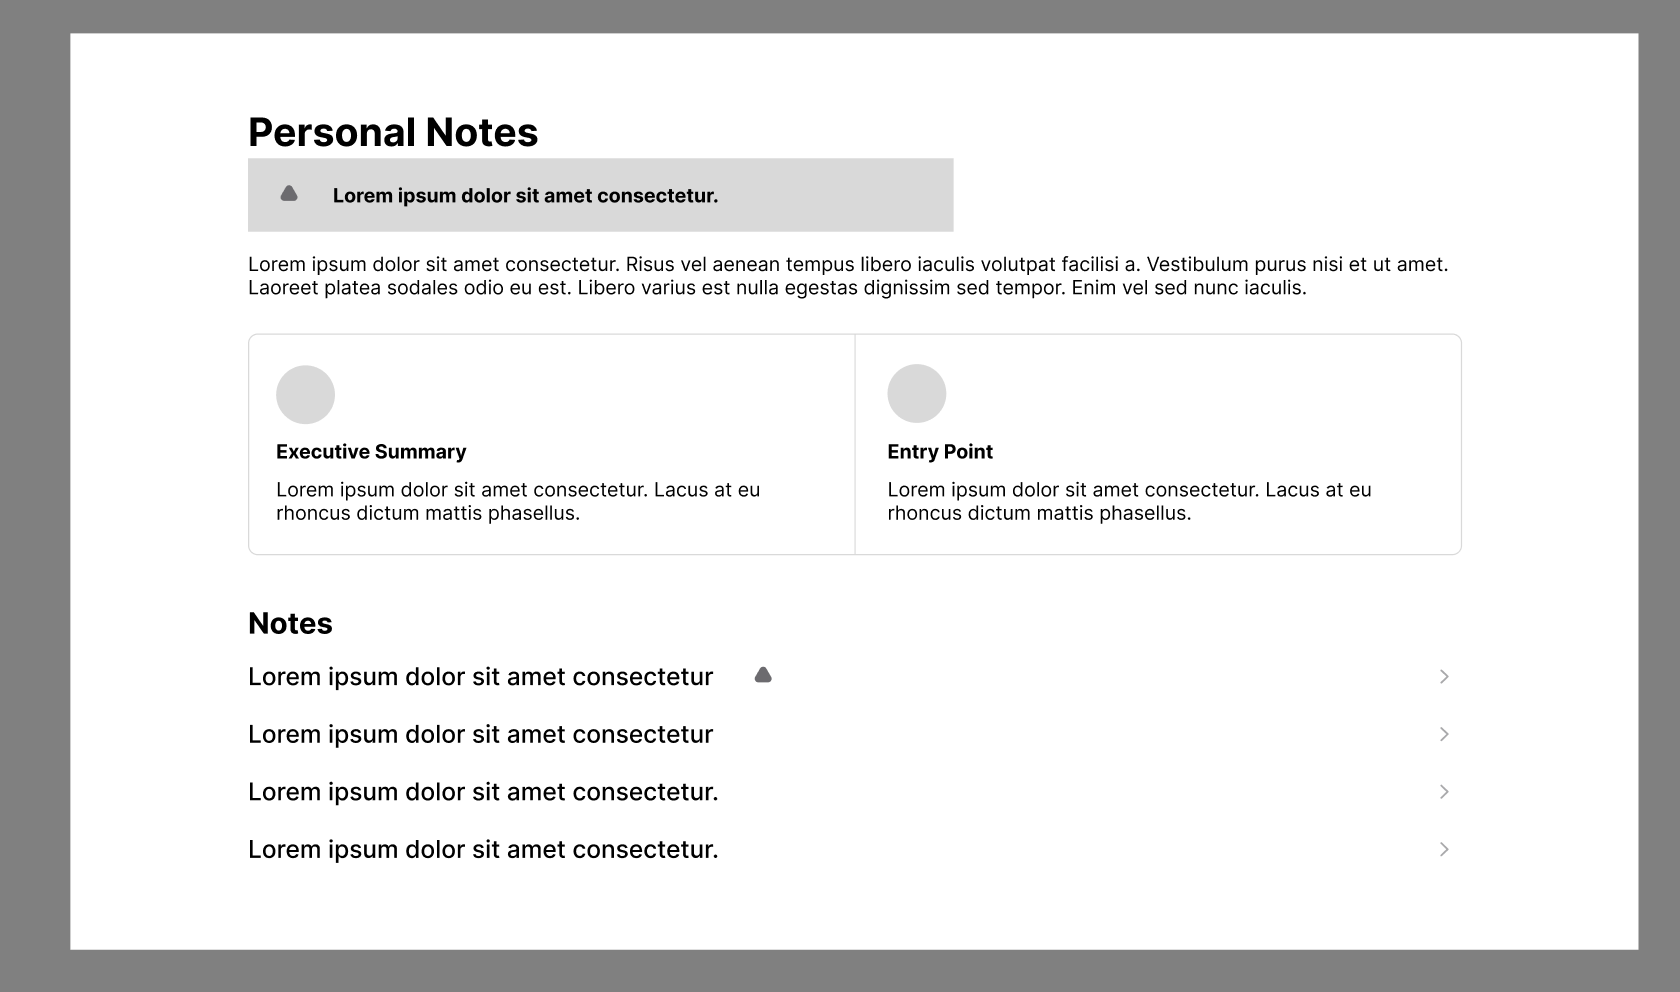 Personal Notes
Lorem ipsum dolor sit amet consectetur.
Lorem ipsum dolor sit amet consectetur. Risus vel aenean tempus libero iaculis volutpat facilisi a. Vestibulum purus nisi et ut amet.
Laoreet platea sodales odio eu est. Libero varius est nulla egestas dignissim sed tempor. Enim vel sed nunc iaculis.
Executive Summary
Lorem ipsum dolor sit amet consectetur. Lacus at eu
rhoncus dictum mattis phasellus.
Entry Point
Lorem ipsum dolor sit amet consectetur. Lacus at eu
rhoncus dictum mattis phasellus.
Notes
Lorem ipsum dolor sit amet consectetur
Lorem ipsum dolor sit amet consectetur
Lorem ipsum dolor sit amet consectetur.
Lorem ipsum dolor sit amet consectetur.